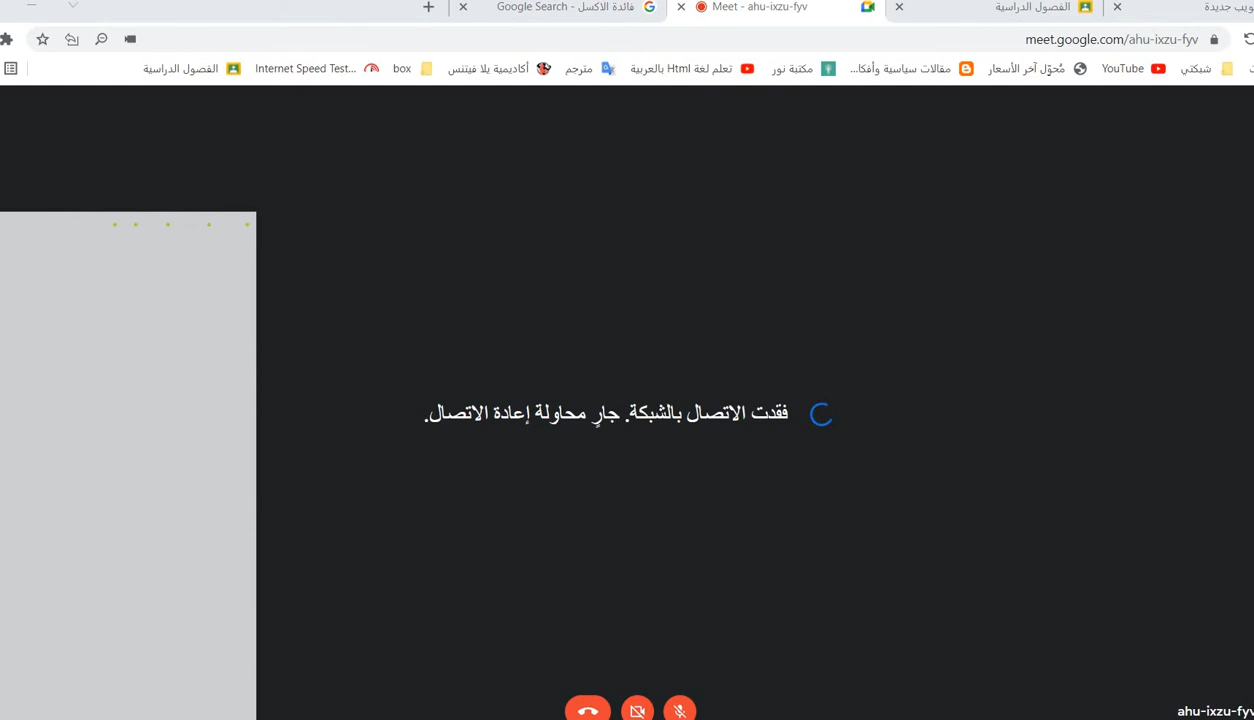 الفصول الدراسية
Meet - ahu-ixzu-fyv
فائدة الاكسل - Google Search
meet.google.com/ahu-ixzu-fyv
شبكتي
YouTube
مُحوّل آخر الأسعار
مقالات سياسية وأفكا...
مكتبة نور
تعلم لغة Html بالعربية
مترجم
أكاديمية يلا فيتنس
box
Internet Speed Test...
الفصول الدراسية
فقدت الاتصال بالشبكة. جارٍ محاولة إعادة الاتصال.
ahu-ixzu-fyv